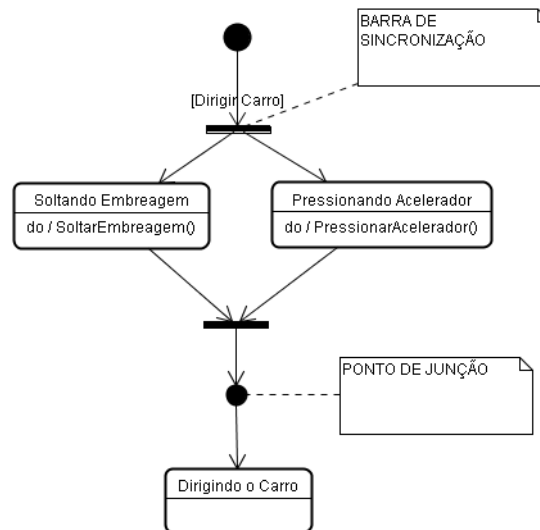 BARRA DE
SINCRONIZAÇÃO
[Dirigir Carro]
Soltando Embreagem
do / SoltarEmbreagem()
Pressionando Acelerador
do / PressionarAcelerador()
PONTO DE JUNÇÃO
Dirigindo o Carro